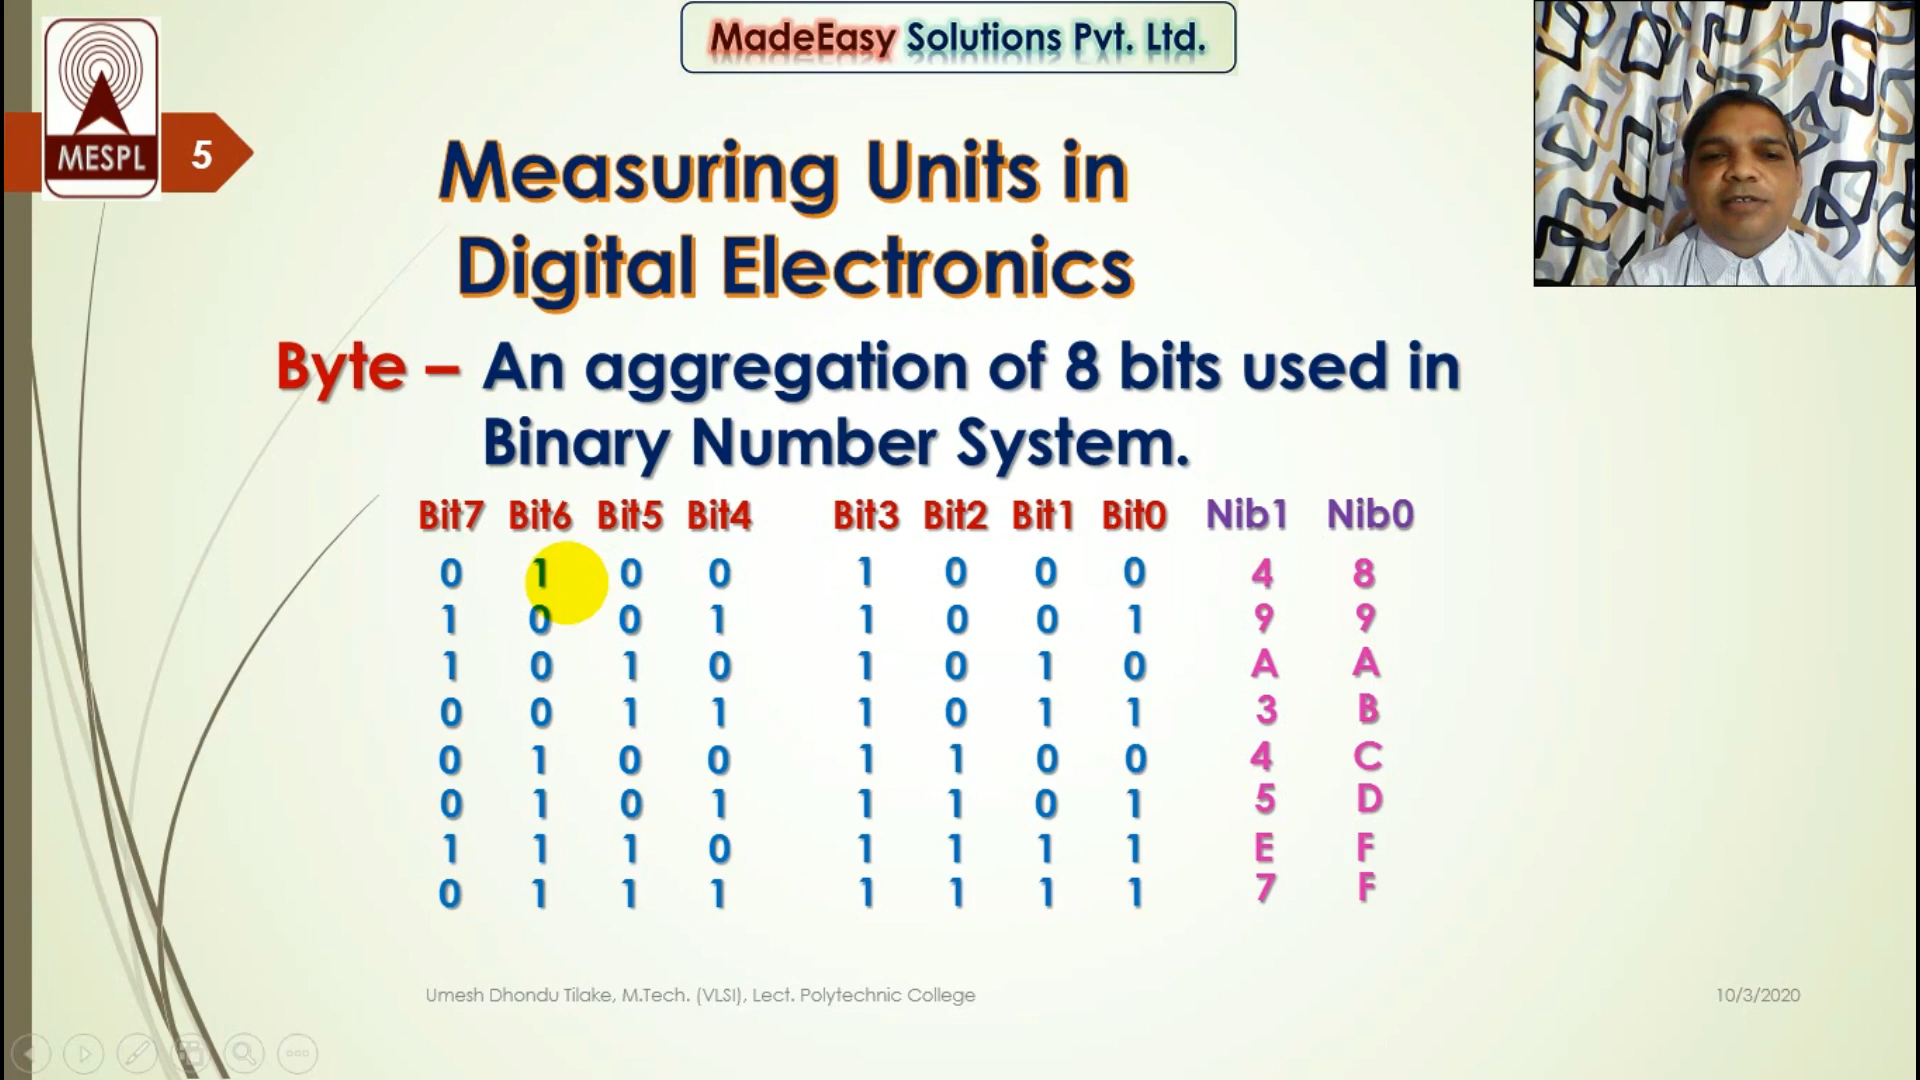 MadeEasy Solutions Pvt. Ltd.
MESPL
5
Measuring Units in
Digital Electronics
Byte – An aggregation of 8 bits used in
Binary Number System.
Bit7 Bit6 Bit5 Bit4 Bit3 Bit2 Bit1 Bit0 Nib1 Nib0
0 1 0 0 1 0 0 0 4 8
1 0 0 1 1 0 0 1 9 9
1 0 1 0 1 0 1 0 A A
0 0 1 1 1 0 1 1 3 B
0 1 0 0 1 1 0 0 4 C
0 1 0 1 1 1 0 1 5 D
1 1 1 0 1 1 1 1 E F
0 1 1 1 1 1 1 1 7 F
Umesh Dhondu Tilake, M.Tech. (VLSI), Lect. Polytechnic College
10/3/2020